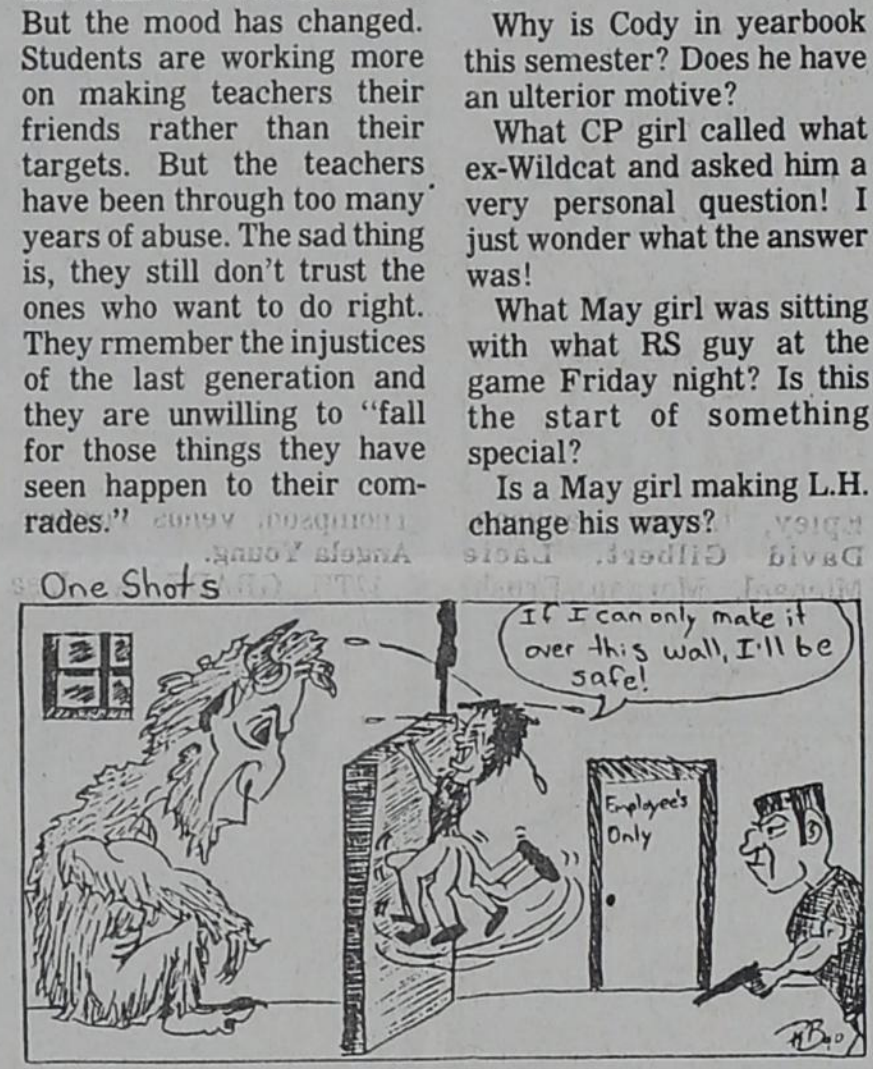 But the mood has changed.
Students are working more
on making teachers their
friends rather than their
targets. But the teachers
have been through too many
years of abuse. The sad thing
is, they still don't trust the
ones who want to do right.
They rmember the injustices
of the last generation and
they are unwilling to “fall
for those things they have
seen happen to their com-
rades.”
Why is Cody in yearbook
this semester? Does he have
an ulterior motive?
What CP girl called what
ex-Wildcat and asked him a
very personal question! I
just wonder what the answer
was!
What May girl was sitting
with what RS guy at the
game Friday night? Is this
the start of something
special?
Is a May girl making L.H.
change his ways?
One Shots
If I can only make it
over this wall, I'll be
safe!
Employee's
Only